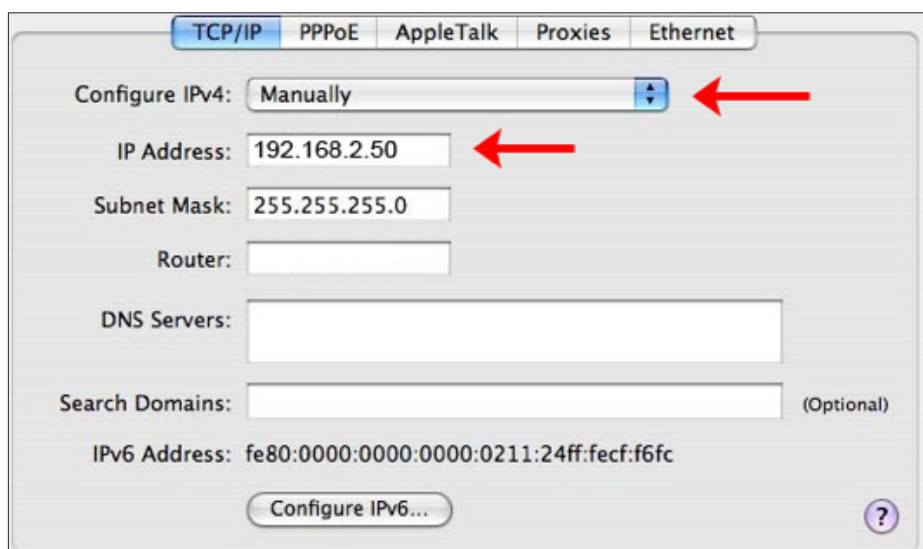 TCP/IP PPPoE AppleTalk Proxies Ethernet
Configure IPv4: Manually
IP Address: 192.168.2.50
Subnet Mask: 255.255.255.0
Router:
DNS Servers:
Search Domains: (Optional)
IPv6 Address: fe80:0000:0000:0000:0211:24ff:fecf:f6fc
Configure IPv6...
?